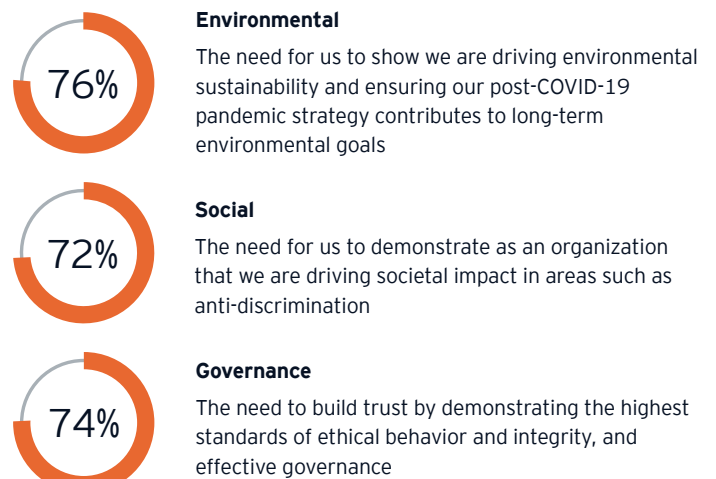 76%
Environmental
The need for us to show we are driving environmental
sustainability and ensuring our post-COVID-19
pandemic strategy contributes to long-term
environmental goals
72%
Social
The need for us to demonstrate as an organization
that we are driving societal impact in areas such as
anti-discrimination
74%
Governance
The need to build trust by demonstrating the highest
standards of ethical behavior and integrity, and
effective governance